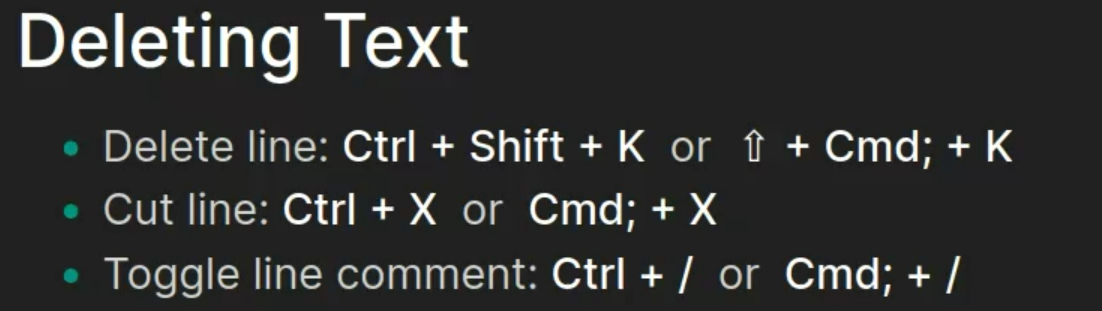 Deleting Text
Delete line: Ctrl + Shift + K or ⇧ + Cmd; + K
Cut line: Ctrl + X or Cmd; + X
Toggle line comment: Ctrl + / or Cmd; + /